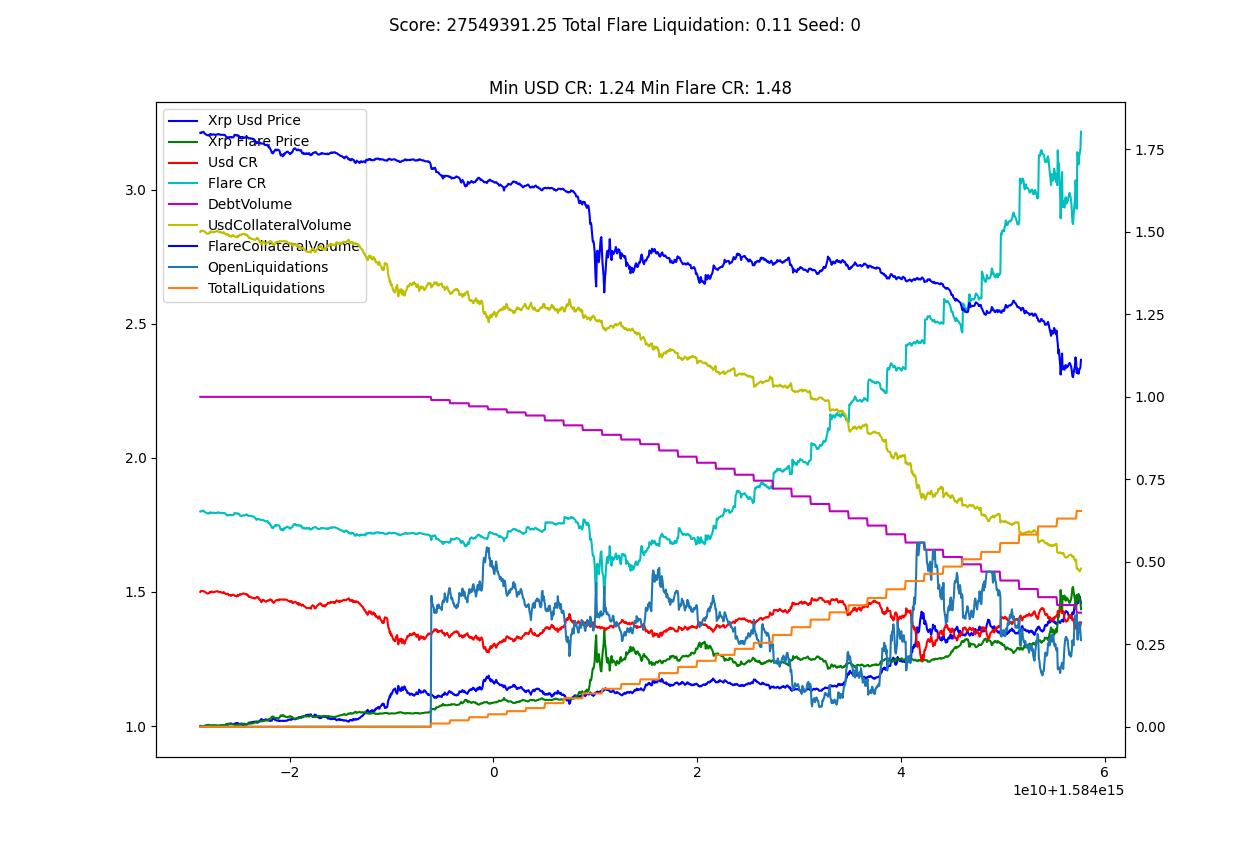 Score: 27549391.25 Total Flare Liquidation: 0.11 Seed: 0
Min USD CR: 1.24 Min Flare CR: 1.48
Xrp Usd Price
Xrp Flare Price
Usd CR
Flare CR
DebtVolume
UsdCollateralVolume
FlareCollateralVolume
OpenLiquidations
TotalLiquidations
3.0
2.5
2.0
1.5
1.0
1.75
1.50
1.25
1.00
0.75
0.50
0.25
0.00
−2
0
2
4
6
1e10+1.584e15